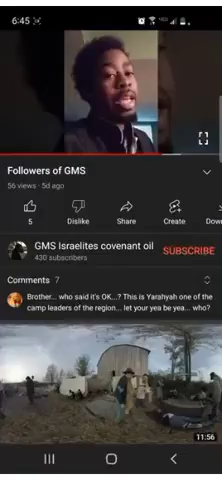 6:45
Followers of GMS
56 views · 5d ago
5 Dislike Share Create Down
GMS Israelites covenant oil SUBSCRIBE
430 subscribers
Comments 7
Brother... who said it's OK...? This is Yarahyah one of the
camp leaders of the region... let your yea be yea... who?
11:56